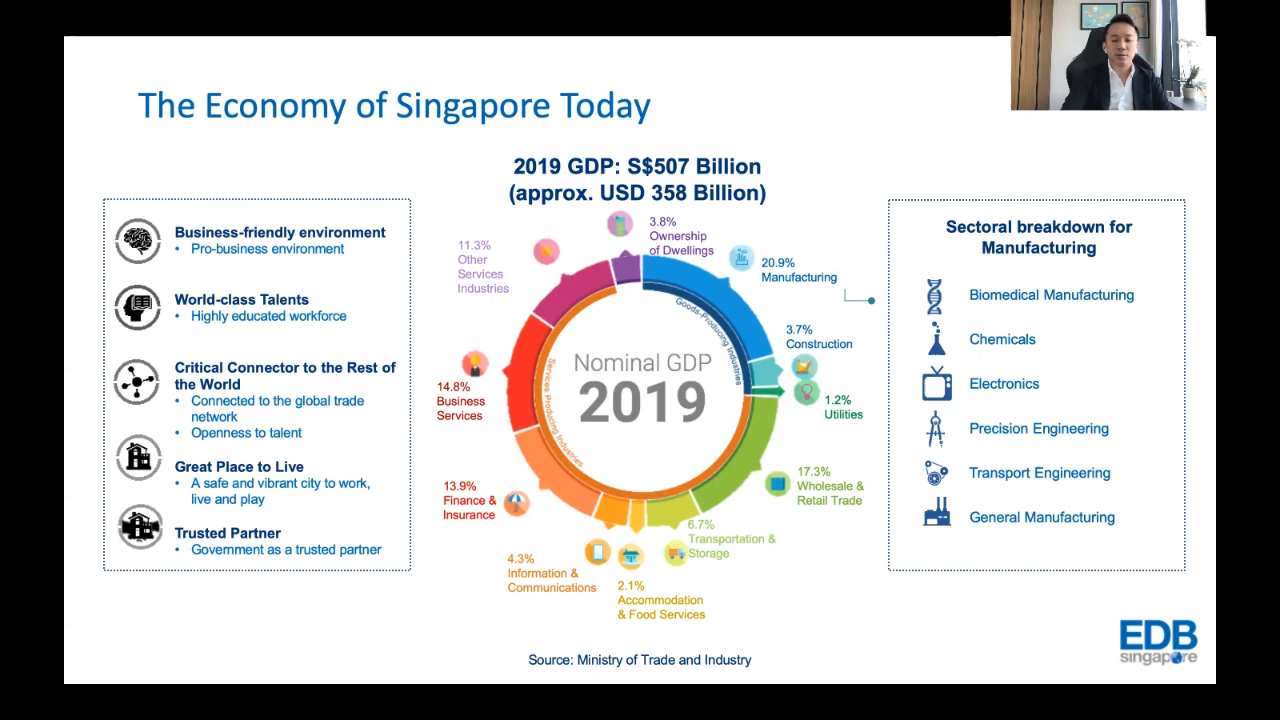 The Economy of Singapore Today
2019 GDP: S$507 Billion
(approx. USD 358 Billion)
Business-friendly environment
• Pro-business environment
World-class Talents
• Highly educated workforce
Critical Connector to the Rest of
the World
• Connected to the global trade
network
• Openness to talent
Great Place to Live
• A safe and vibrant city to work,
live and play
Trusted Partner
• Government as a trusted partner
3.8%
Ownership
of Dwellings
20.9%
Manufacturing
3.7%
Construction
1.2%
Utilities
17.3%
Wholesale &
Retail Trade
6.7%
Transportation &
Storage
2.1%
Accommodation
& Food Services
4.3%
Information &
Communications
13.9%
Finance &
Insurance
14.8%
Business
Services
11.3%
Other
Services
Industries
Goods-Producing Industries
Services Producing Industries
Nominal GDP
2019
Sectoral breakdown for
Manufacturing
Biomedical Manufacturing
Chemicals
Electronics
Precision Engineering
Transport Engineering
General Manufacturing
Source: Ministry of Trade and Industry
EDB
singapore